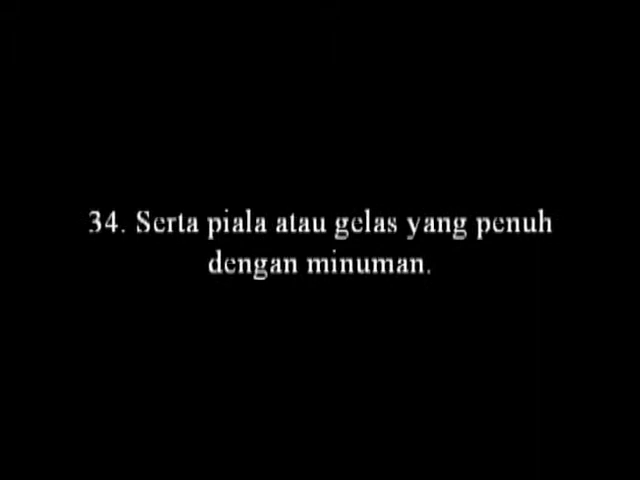 34. Serta piala atau gelas yang penuh
dengan minuman.